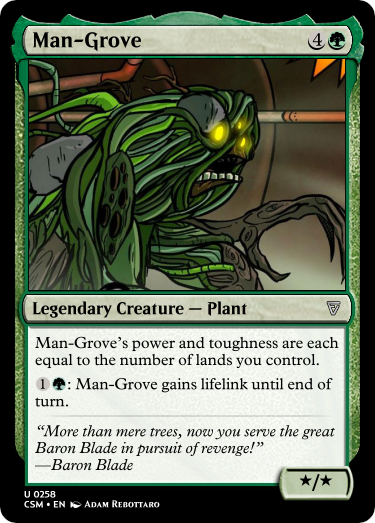 Man-Grove 4
Legendary Creature — Plant
Man-Grove's power and toughness are each
equal to the number of lands you control.
1 : Man-Grove gains lifelink until end of
turn.
“More than mere trees, now you serve the great
Baron Blade in pursuit of revenge!”
—Baron Blade
★/★
U 0258
CSM • EN Adam Rebottaro